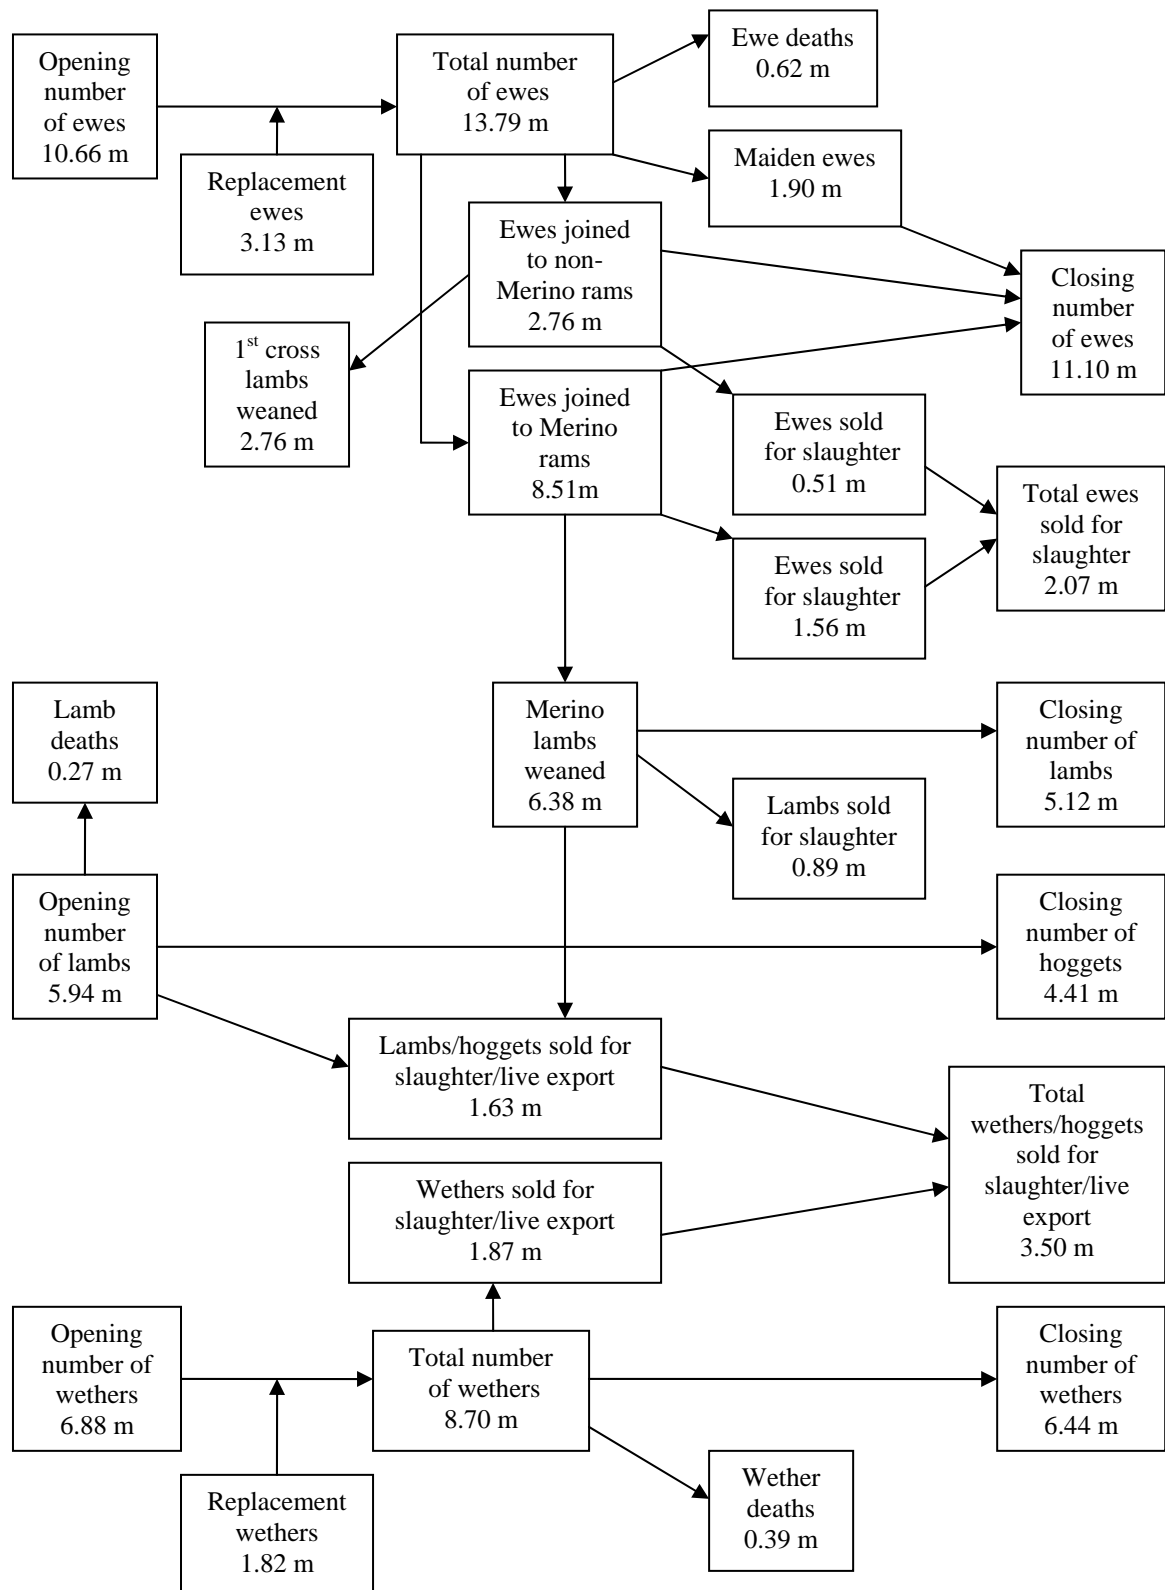 Opening
number
of ewes
10.66 m
Total number
of ewes
13.79 m
Ewe deaths
0.62 m
Replacement
ewes
3.13 m
Maiden ewes
1.90 m
Ewes joined
to non-
Merino rams
2.76 m
Closing
number
of ewes
11.10 m
1st cross
lambs
weaned
2.76 m
Ewes joined
to Merino
rams
8.51m
Ewes sold
for slaughter
0.51 m
Total ewes
sold for
slaughter
2.07 m
Ewes sold
for slaughter
1.56 m
Lamb
deaths
0.27 m
Merino
lambs
weaned
6.38 m
Closing
number of
lambs
5.12 m
Lambs sold
for slaughter
0.89 m
Opening
number
of lambs
5.94 m
Closing
number of
hoggets
4.41 m
Lambs/hoggets sold for
slaughter/live export
1.63 m
Total
wethers/hoggets
sold for
slaughter/live
export
3.50 m
Wethers sold for
slaughter/live export
1.87 m
Opening
number of
wethers
6.88 m
Total number
of wethers
8.70 m
Closing
number of
wethers
6.44 m
Replacement
wethers
1.82 m
Wether
deaths
0.39 m